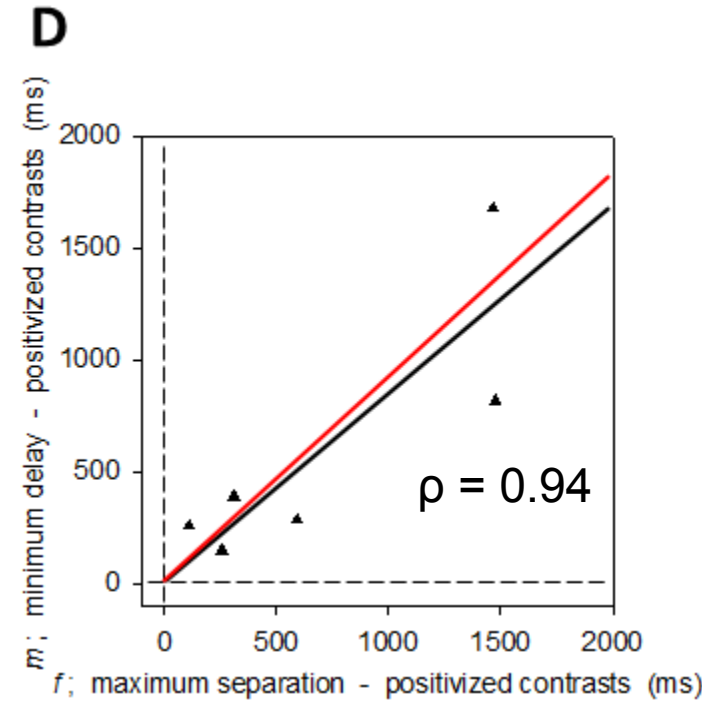 D
m ; minimum delay - positivized contrasts (ms)
2000
1500
1000
500
0
ρ = 0.94
0 500 1000 1500 2000
f ; maximum separation - positivized contrasts (ms)